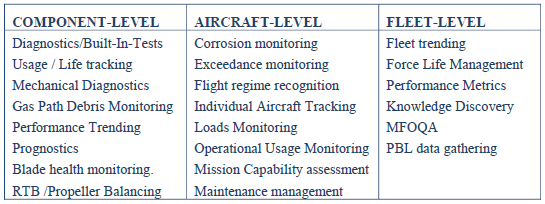 COMPONENT-LEVEL AIRCRAFT-LEVEL FLEET-LEVEL
Diagnostics/Built-In-Tests Corrosion monitoring Fleet trending
Usage / Life tracking Exceedance monitoring Force Life Management
Mechanical Diagnostics Flight regime recognition Performance Metrics
Gas Path Debris Monitoring Individual Aircraft Tracking Knowledge Discovery
Performance Trending Loads Monitoring MFOQA
Prognostics Operational Usage Monitoring PBL data gathering
Blade health monitoring. Mission Capability assessment
RTB /Propeller Balancing Maintenance management